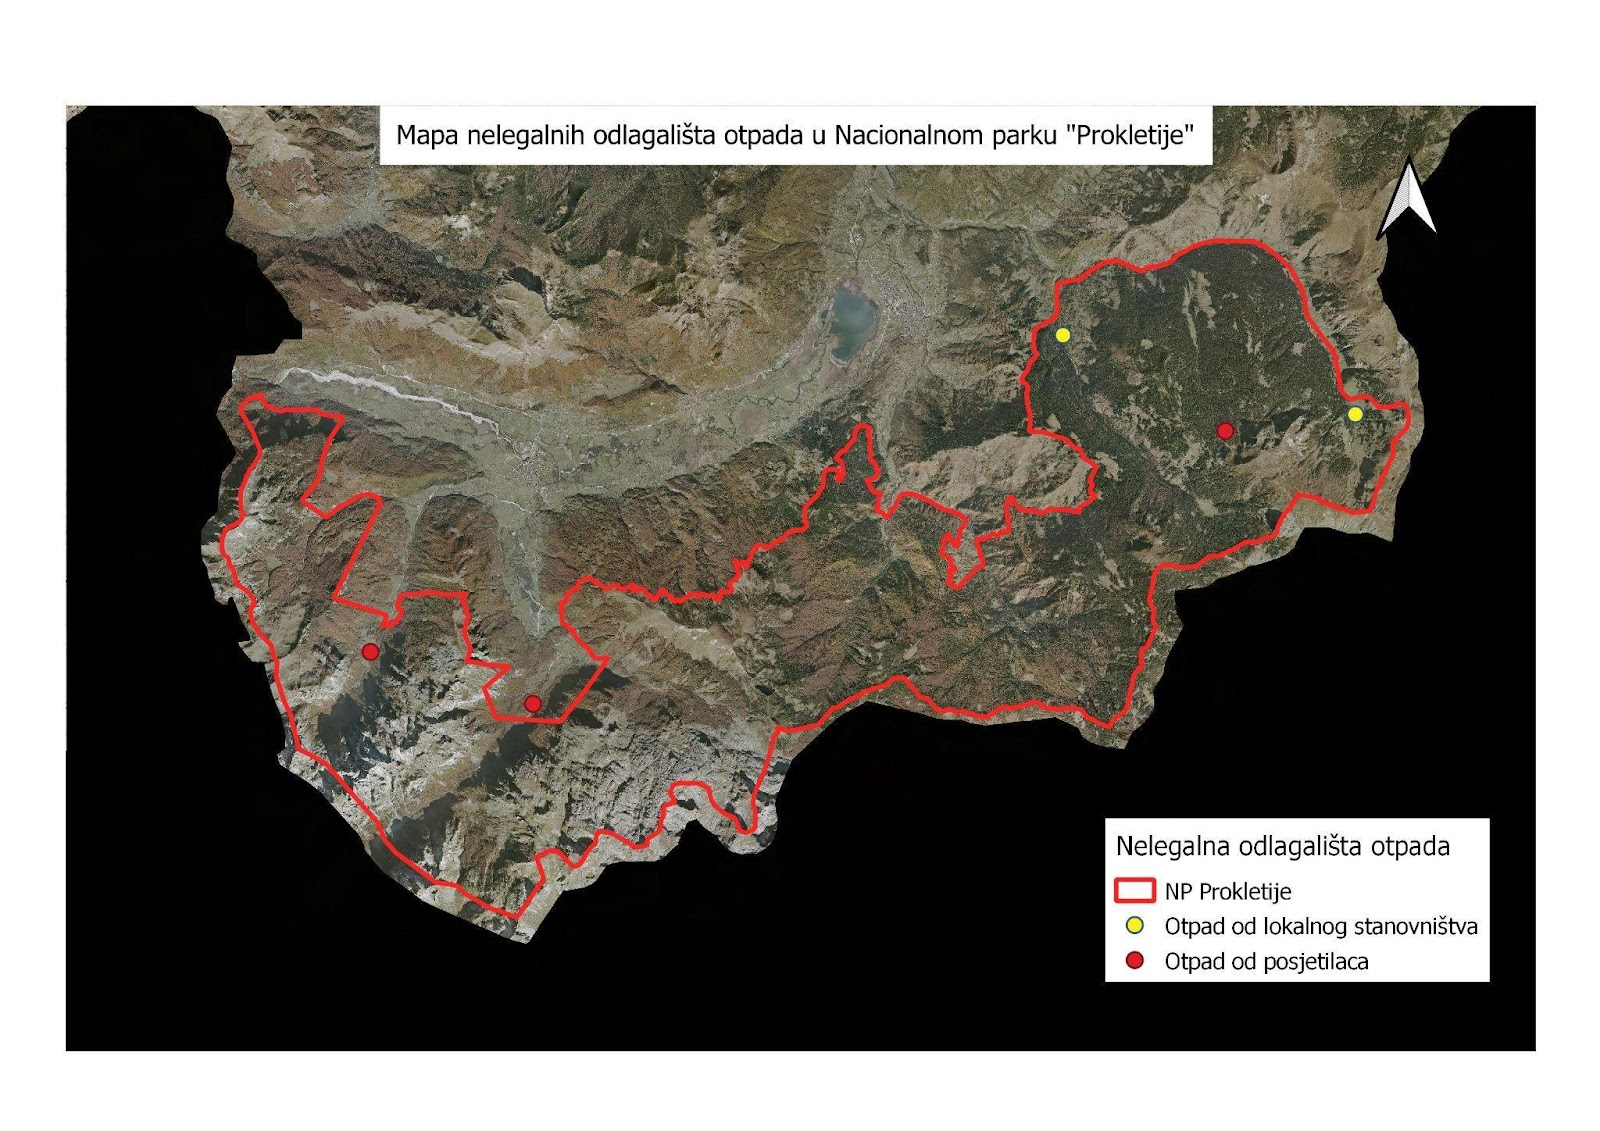 Mapa nelegalnih odlagališta otpada u Nacionalnom parku "Prokletije"
Nelegalna odlagališta otpada
NP Prokletije
Otpad od lokalnog stanovništva
Otpad od posjetilaca